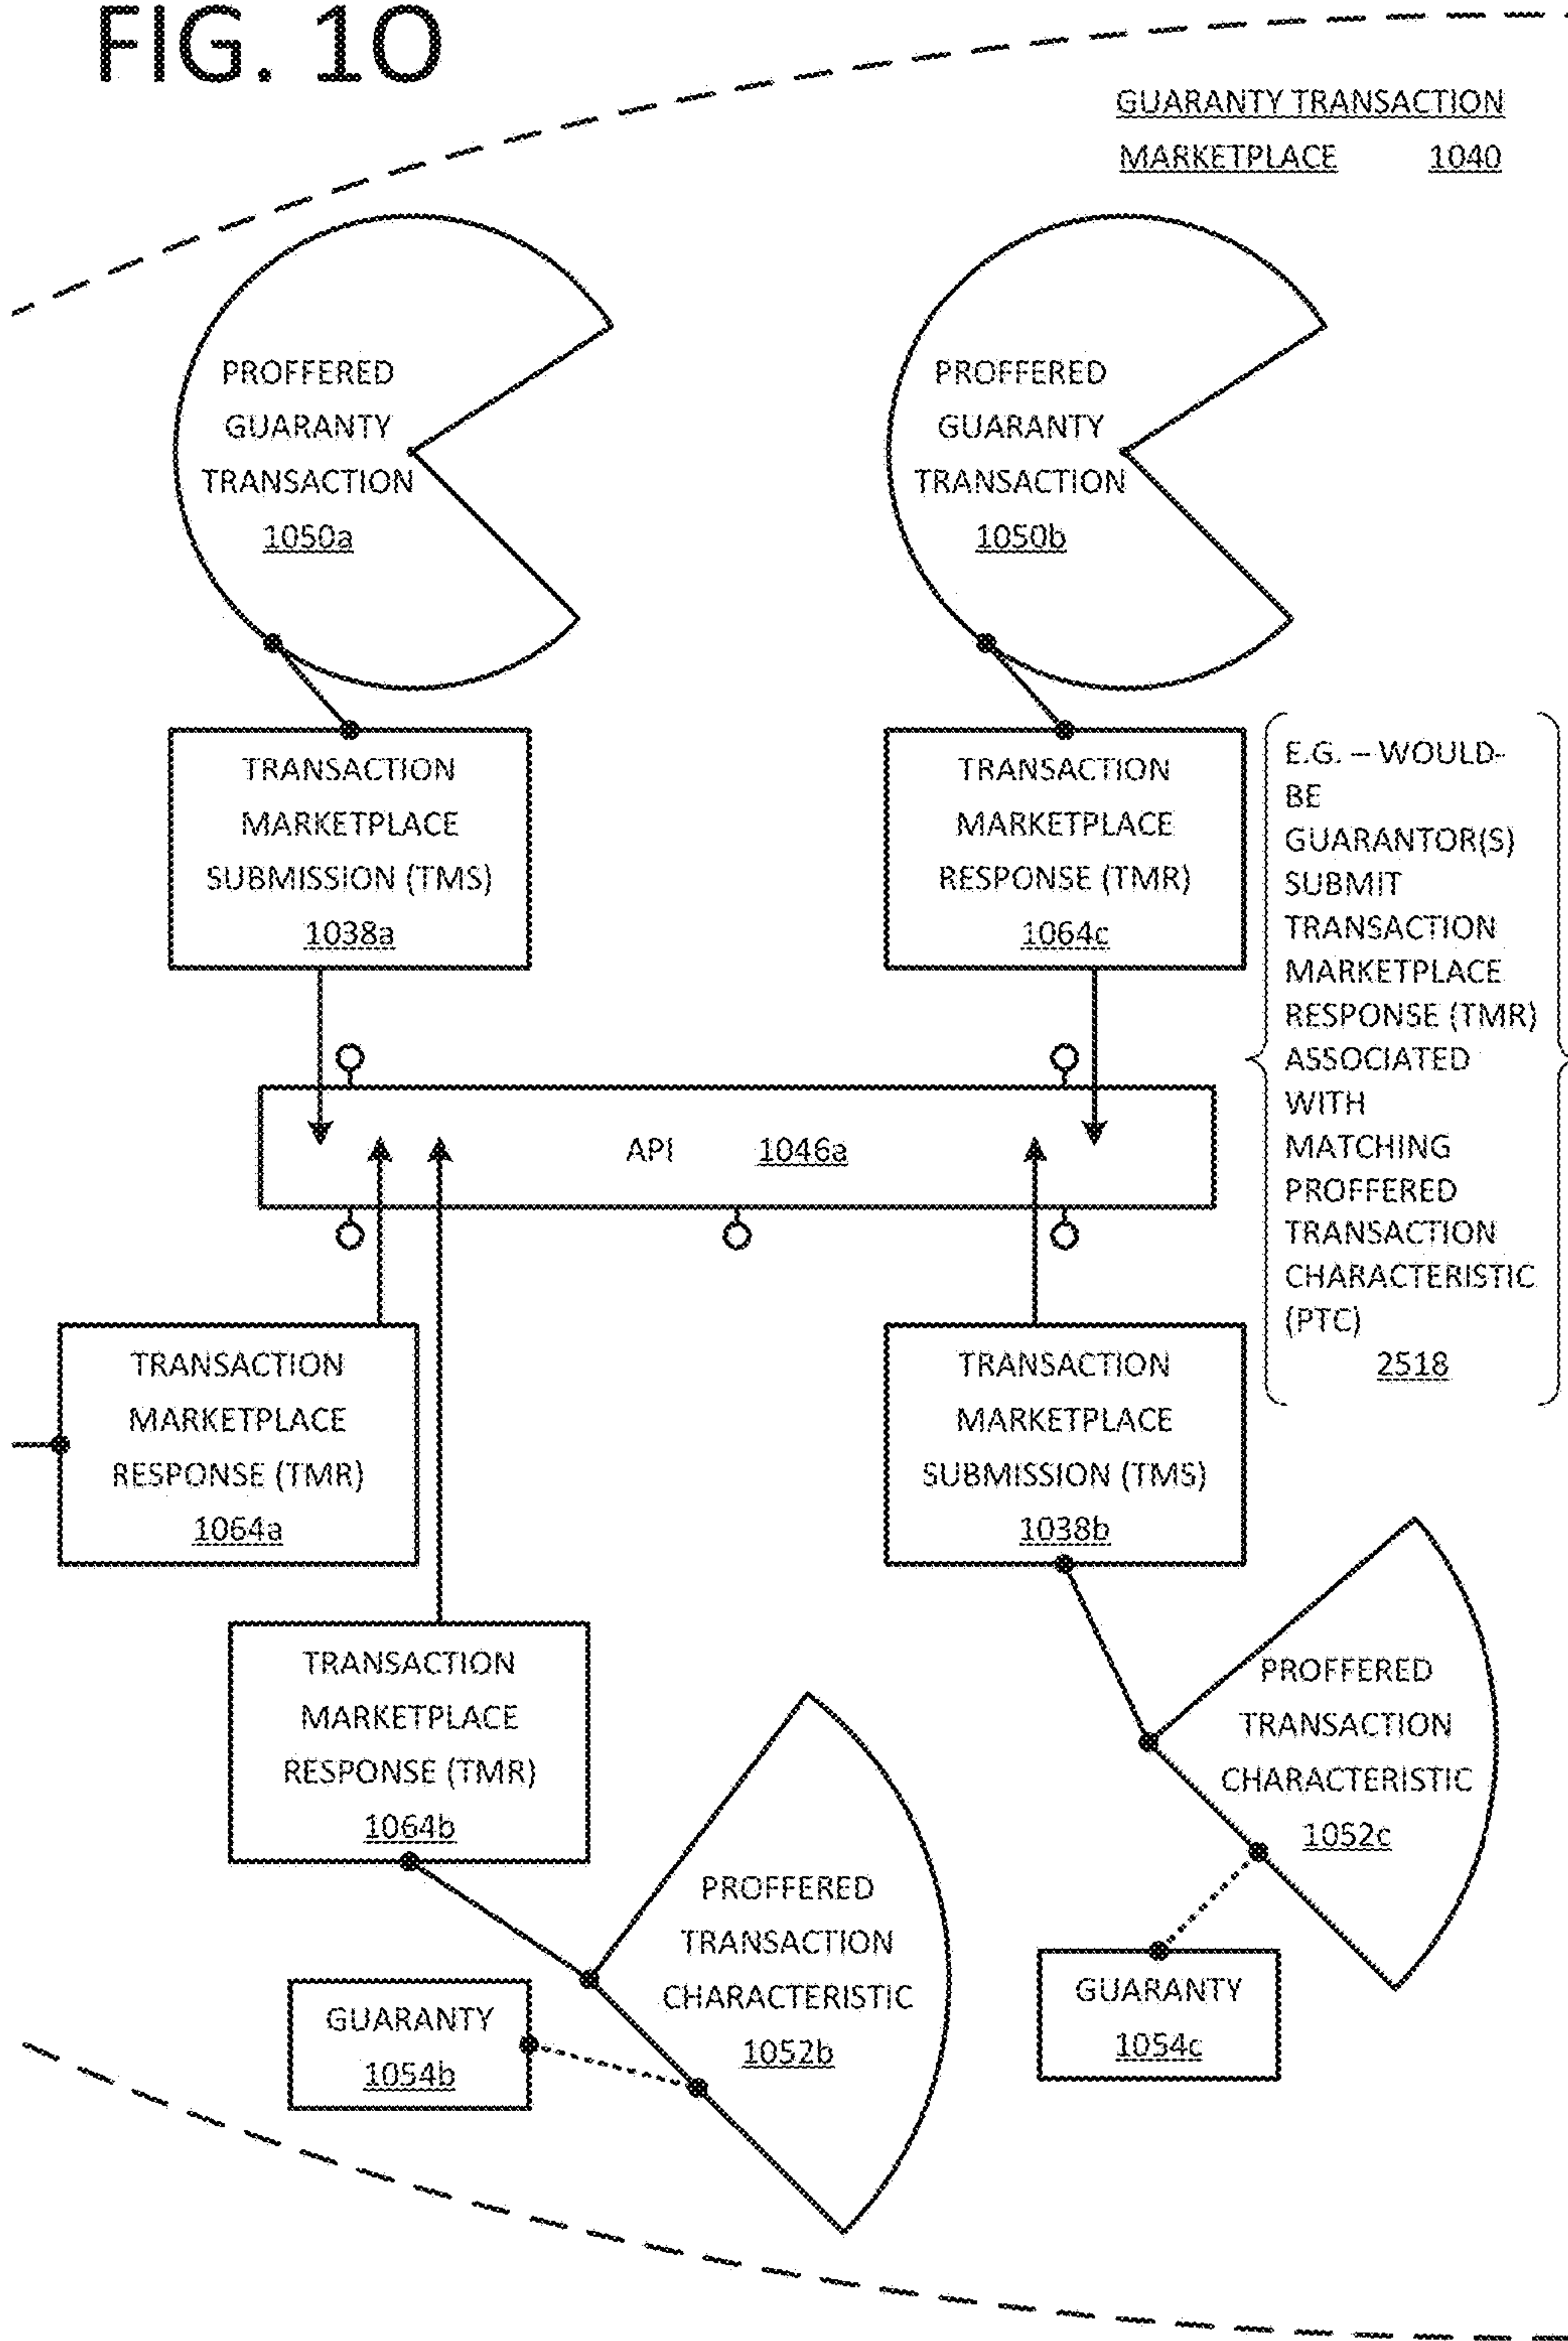 FIG. 1O
GUARANTY TRANSACTION
MARKETPLACE 1040
PROFFERED
GUARANTY
TRANSACTION
1050a
PROFFERED
GUARANTY
TRANSACTION
1050b
TRANSACTION
MARKETPLACE
SUBMISSION (TMS)
1038a
TRANSACTION
MARKETPLACE
RESPONSE (TMR)
1064c
E.G. – WOULD-
BE
GUARANTOR(S)
SUBMIT
TRANSACTION
MARKETPLACE
RESPONSE (TMR)
ASSOCIATED
WITH
MATCHING
PROFFERED
TRANSACTION
CHARACTERISTIC
(PTC)
2518
API 1046a
TRANSACTION
MARKETPLACE
RESPONSE (TMR)
1064a
TRANSACTION
MARKETPLACE
SUBMISSION (TMS)
1038b
TRANSACTION
MARKETPLACE
RESPONSE (TMR)
1064b
PROFFERED
TRANSACTION
CHARACTERISTIC
1052c
PROFFERED
TRANSACTION
CHARACTERISTIC
1052b
GUARANTY
1054b
GUARANTY
1054c